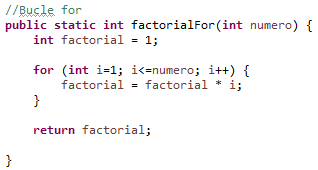 //Bucle for
public static int factorialFor(int numero) {
    int factorial = 1;

    for (int i=1; i<=numero; i++) {
        factorial = factorial * i;
    }

    return factorial;

}